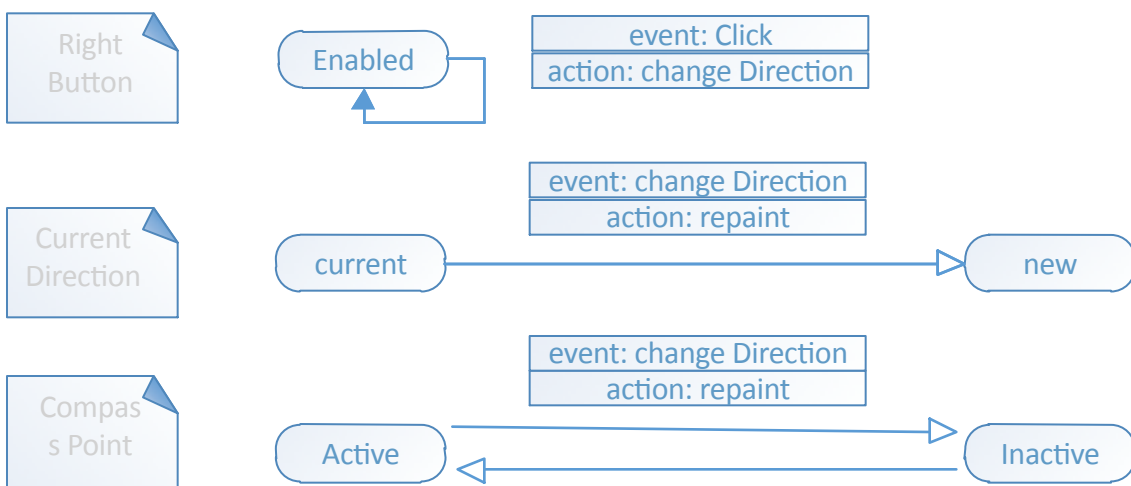 Right
Button
Enabled
event: Click
action: change Direction
Current
Direction
current
event: change Direction
action: repaint
new
Compas
s Point
Active
event: change Direction
action: repaint
Inactive